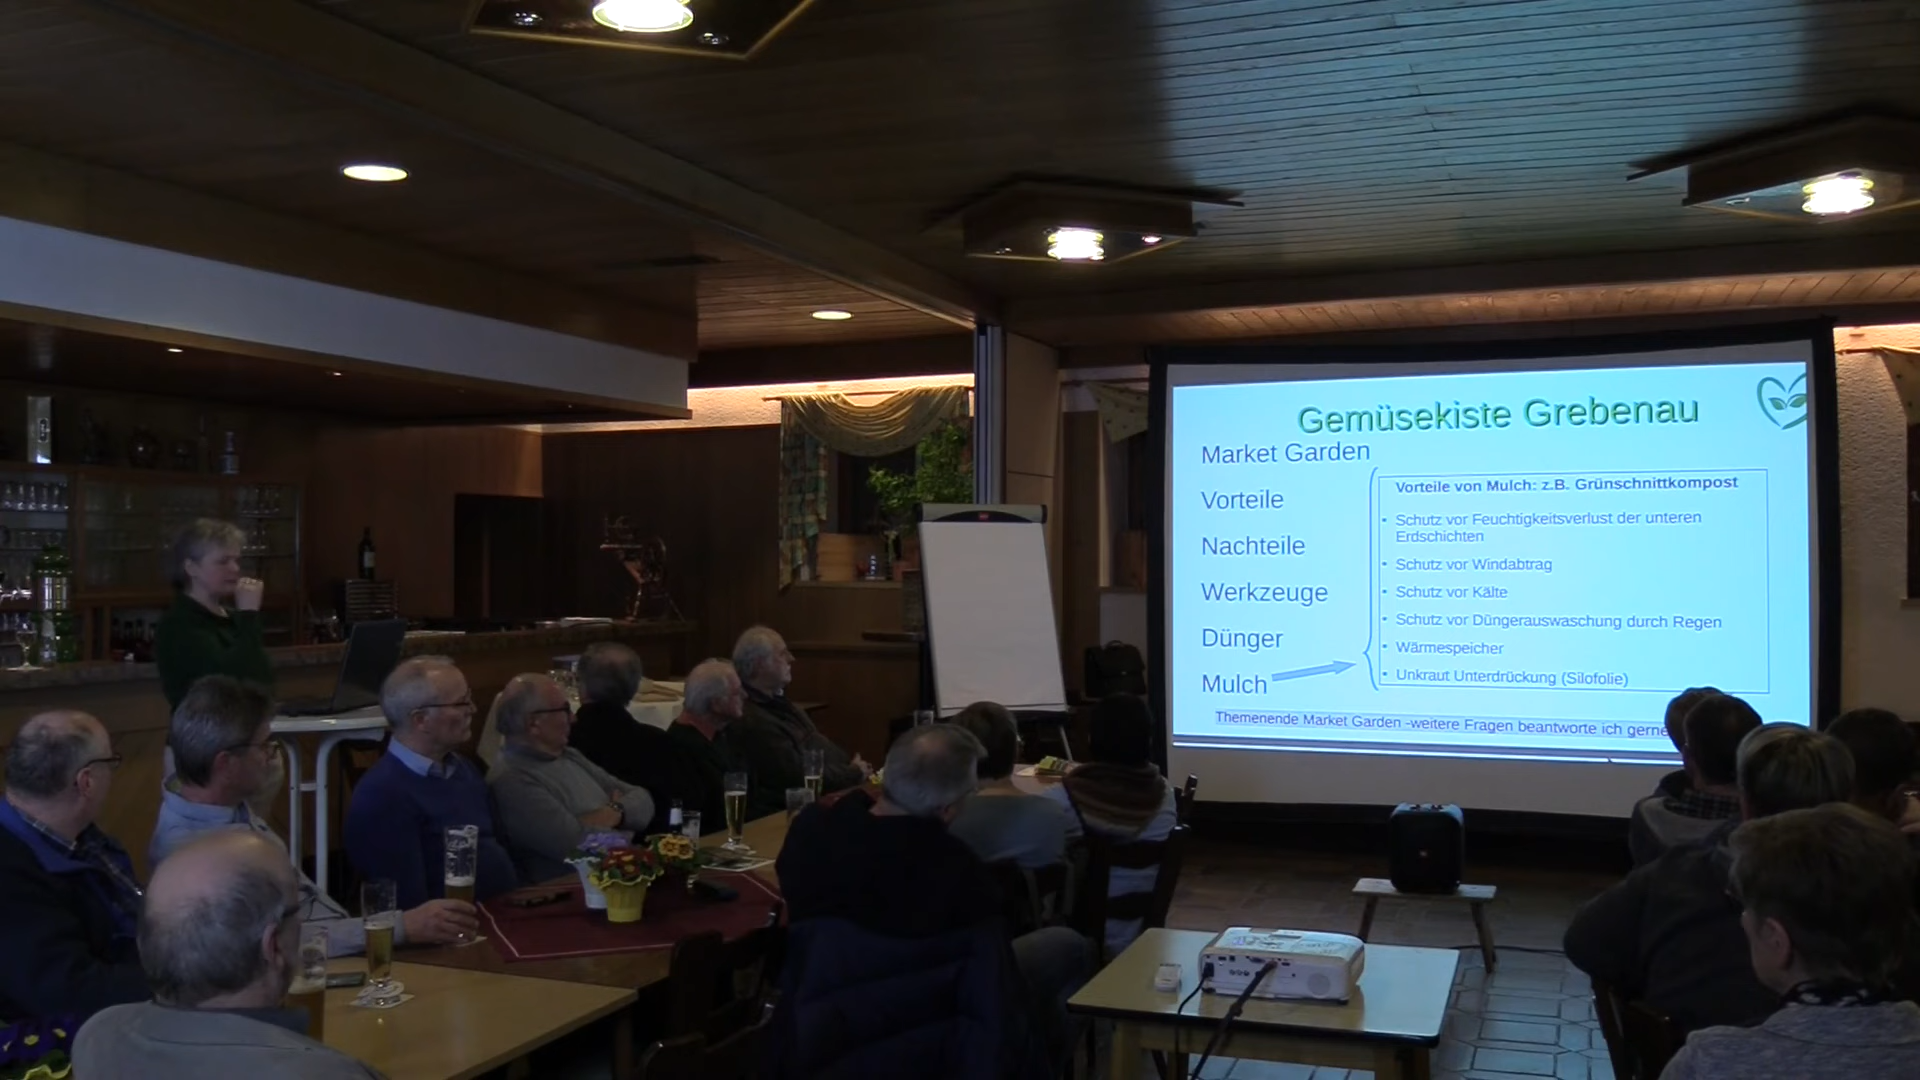 Gemüsekiste Grebenau
Market Garden
Vorteile
Nachteile
Werkzeuge
Dünger
Mulch
Vorteile von Mulch: z.B. Grünschnittkompost
• Schutz vor Feuchtigkeitsverlust der unteren
Erdschichten
• Schutz vor Windabtrag
• Schutz vor Kälte
• Schutz vor Düngerauswaschung durch Regen
• Wärmespeicher
• Unkraut Unterdrückung (Silofolie)
Themenende Market Garden -weitere Fragen beantworte ich gerne